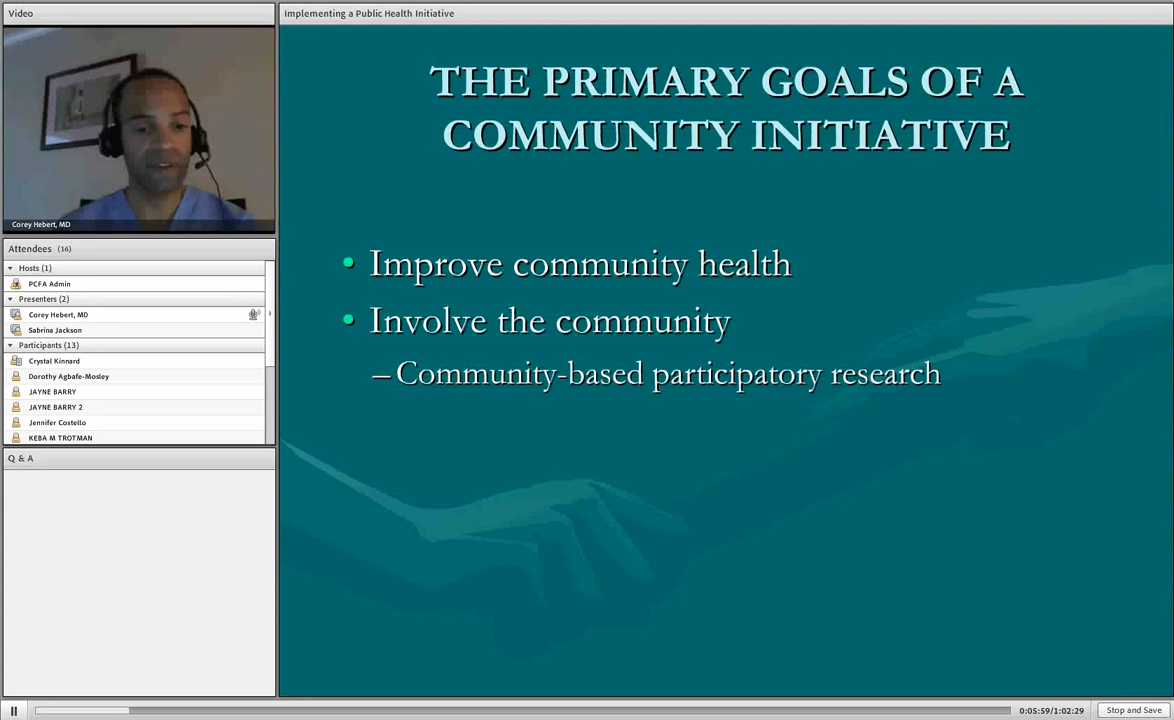 Video
Corey Hebert, MD
Attendees (16)
Hosts (1)
PCFA Admin
Presenters (2)
Corey Hebert, MD
Sabrina Jackson
Participants (13)
Crystal Kinnard
Dorothy Agbafe-Mosley
JAYNE BARRY
JAYNE BARRY 2
Jennifer Costello
KEBA M TROTMAN
Q & A
Implementing a Public Health Initiative
THE PRIMARY GOALS OF A
COMMUNITY INITIATIVE
• Improve community health
• Involve the community
– Community-based participatory research
0:05:59/1:02:29
Stop and Save